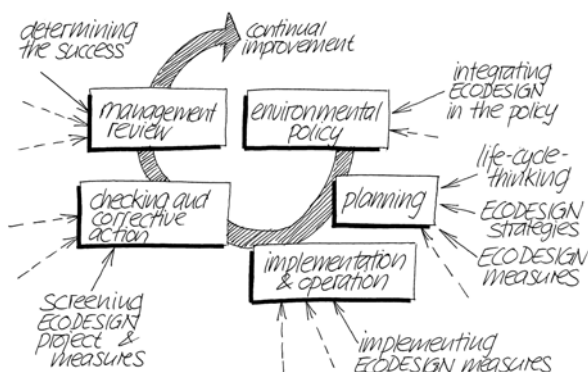 determining
the success
continual
improvement
management
review
environmental
policy
integrating
ECODESIGN
in the policy
life-cycle-
thinking
checking and
corrective
action
planning
ECODESIGN
strategies
ECODESIGN
measures
implementation
& operation
screening
ECODESIGN
project &
measures
implementing
ECODESIGN measures